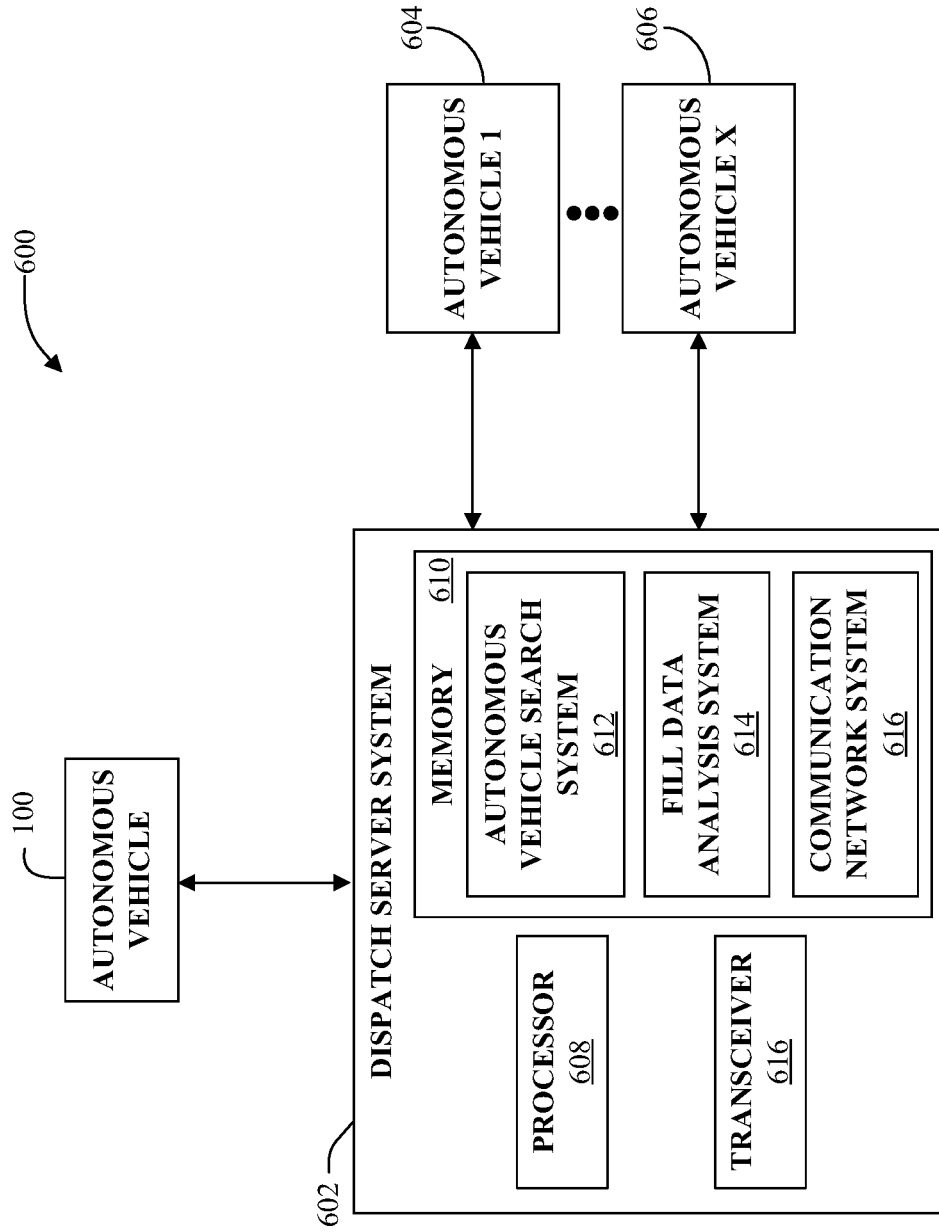 600
100
AUTONOMOUS
VEHICLE
602
DISPATCH SERVER SYSTEM
PROCESSOR
608
TRANSCEIVER
616
MEMORY
610
AUTONOMOUS
VEHICLE SEARCH
SYSTEM
612
FILL DATA
ANALYSIS SYSTEM
614
COMMUNICATION
NETWORK SYSTEM
616
604
AUTONOMOUS
VEHICLE 1
606
AUTONOMOUS
VEHICLE X